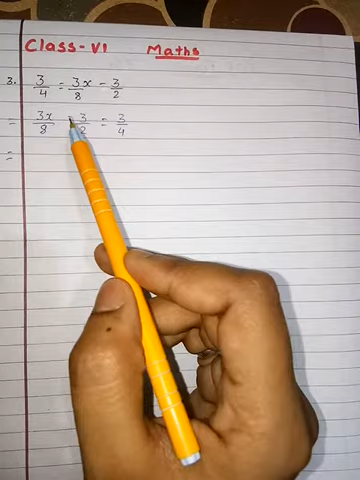 Class-VI Maths
3. 3/4 = 3x/8 - 3/2
= 3x/8 - 3/2 = 3/4
=